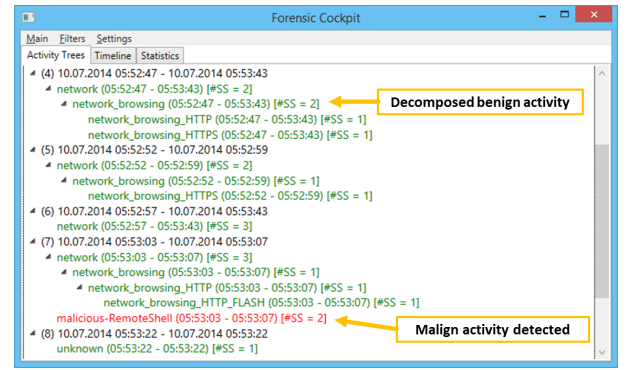 Forensic Cockpit
Main Filters Settings
Activity Trees Timeline Statistics
(4) 10.07.2014 05:52:47 - 10.07.2014 05:53:43
network (05:52:47 - 05:53:43) [#SS = 2]
network_browsing (05:52:47 - 05:53:43) [#SS = 2]
Decomposed benign activity
network_browsing_HTTP (05:52:47 - 05:53:43) [#SS = 1]
network_browsing_HTTPS (05:52:47 - 05:53:43) [#SS = 1]
(5) 10.07.2014 05:52:52 - 10.07.2014 05:52:59
network (05:52:52 - 05:52:59) [#SS = 2]
network_browsing (05:52:52 - 05:52:59) [#SS = 1]
network_browsing_HTTPS (05:52:52 - 05:52:59) [#SS = 1]
(6) 10.07.2014 05:52:57 - 10.07.2014 05:53:43
network (05:52:57 - 05:53:43) [#SS = 3]
(7) 10.07.2014 05:53:03 - 10.07.2014 05:53:07
network (05:53:03 - 05:53:07) [#SS = 3]
network_browsing (05:53:03 - 05:53:07) [#SS = 1]
network_browsing_HTTP (05:53:03 - 05:53:07) [#SS = 1]
network_browsing_HTTP_FLASH (05:53:03 - 05:53:07) [#SS = 1]
malicious-RemoteShell (05:53:03 - 05:53:07) [#SS = 2]
Malign activity detected
(8) 10.07.2014 05:53:22 - 10.07.2014 05:53:22
unknown (05:53:22 - 05:53:22) [#SS = 1]